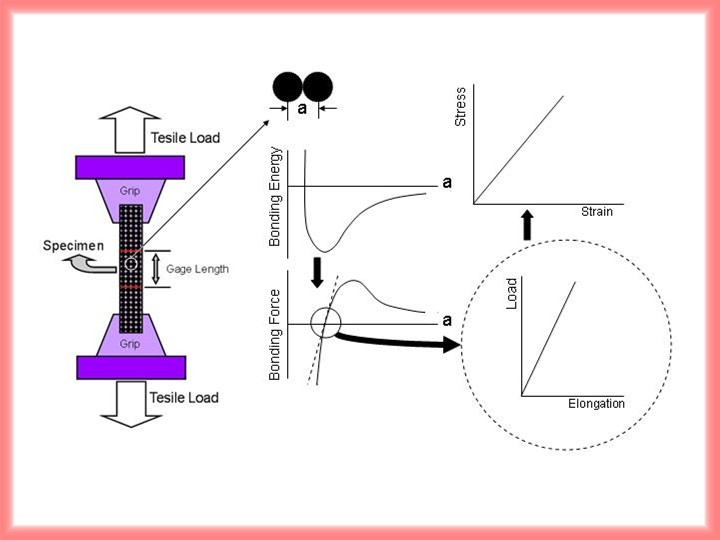 Tesile Load
Grip
Specimen
Gage Length
Grip
Tesile Load
a
Bonding Energy
a
Bonding Force
a
Stress
Strain
Load
Elongation